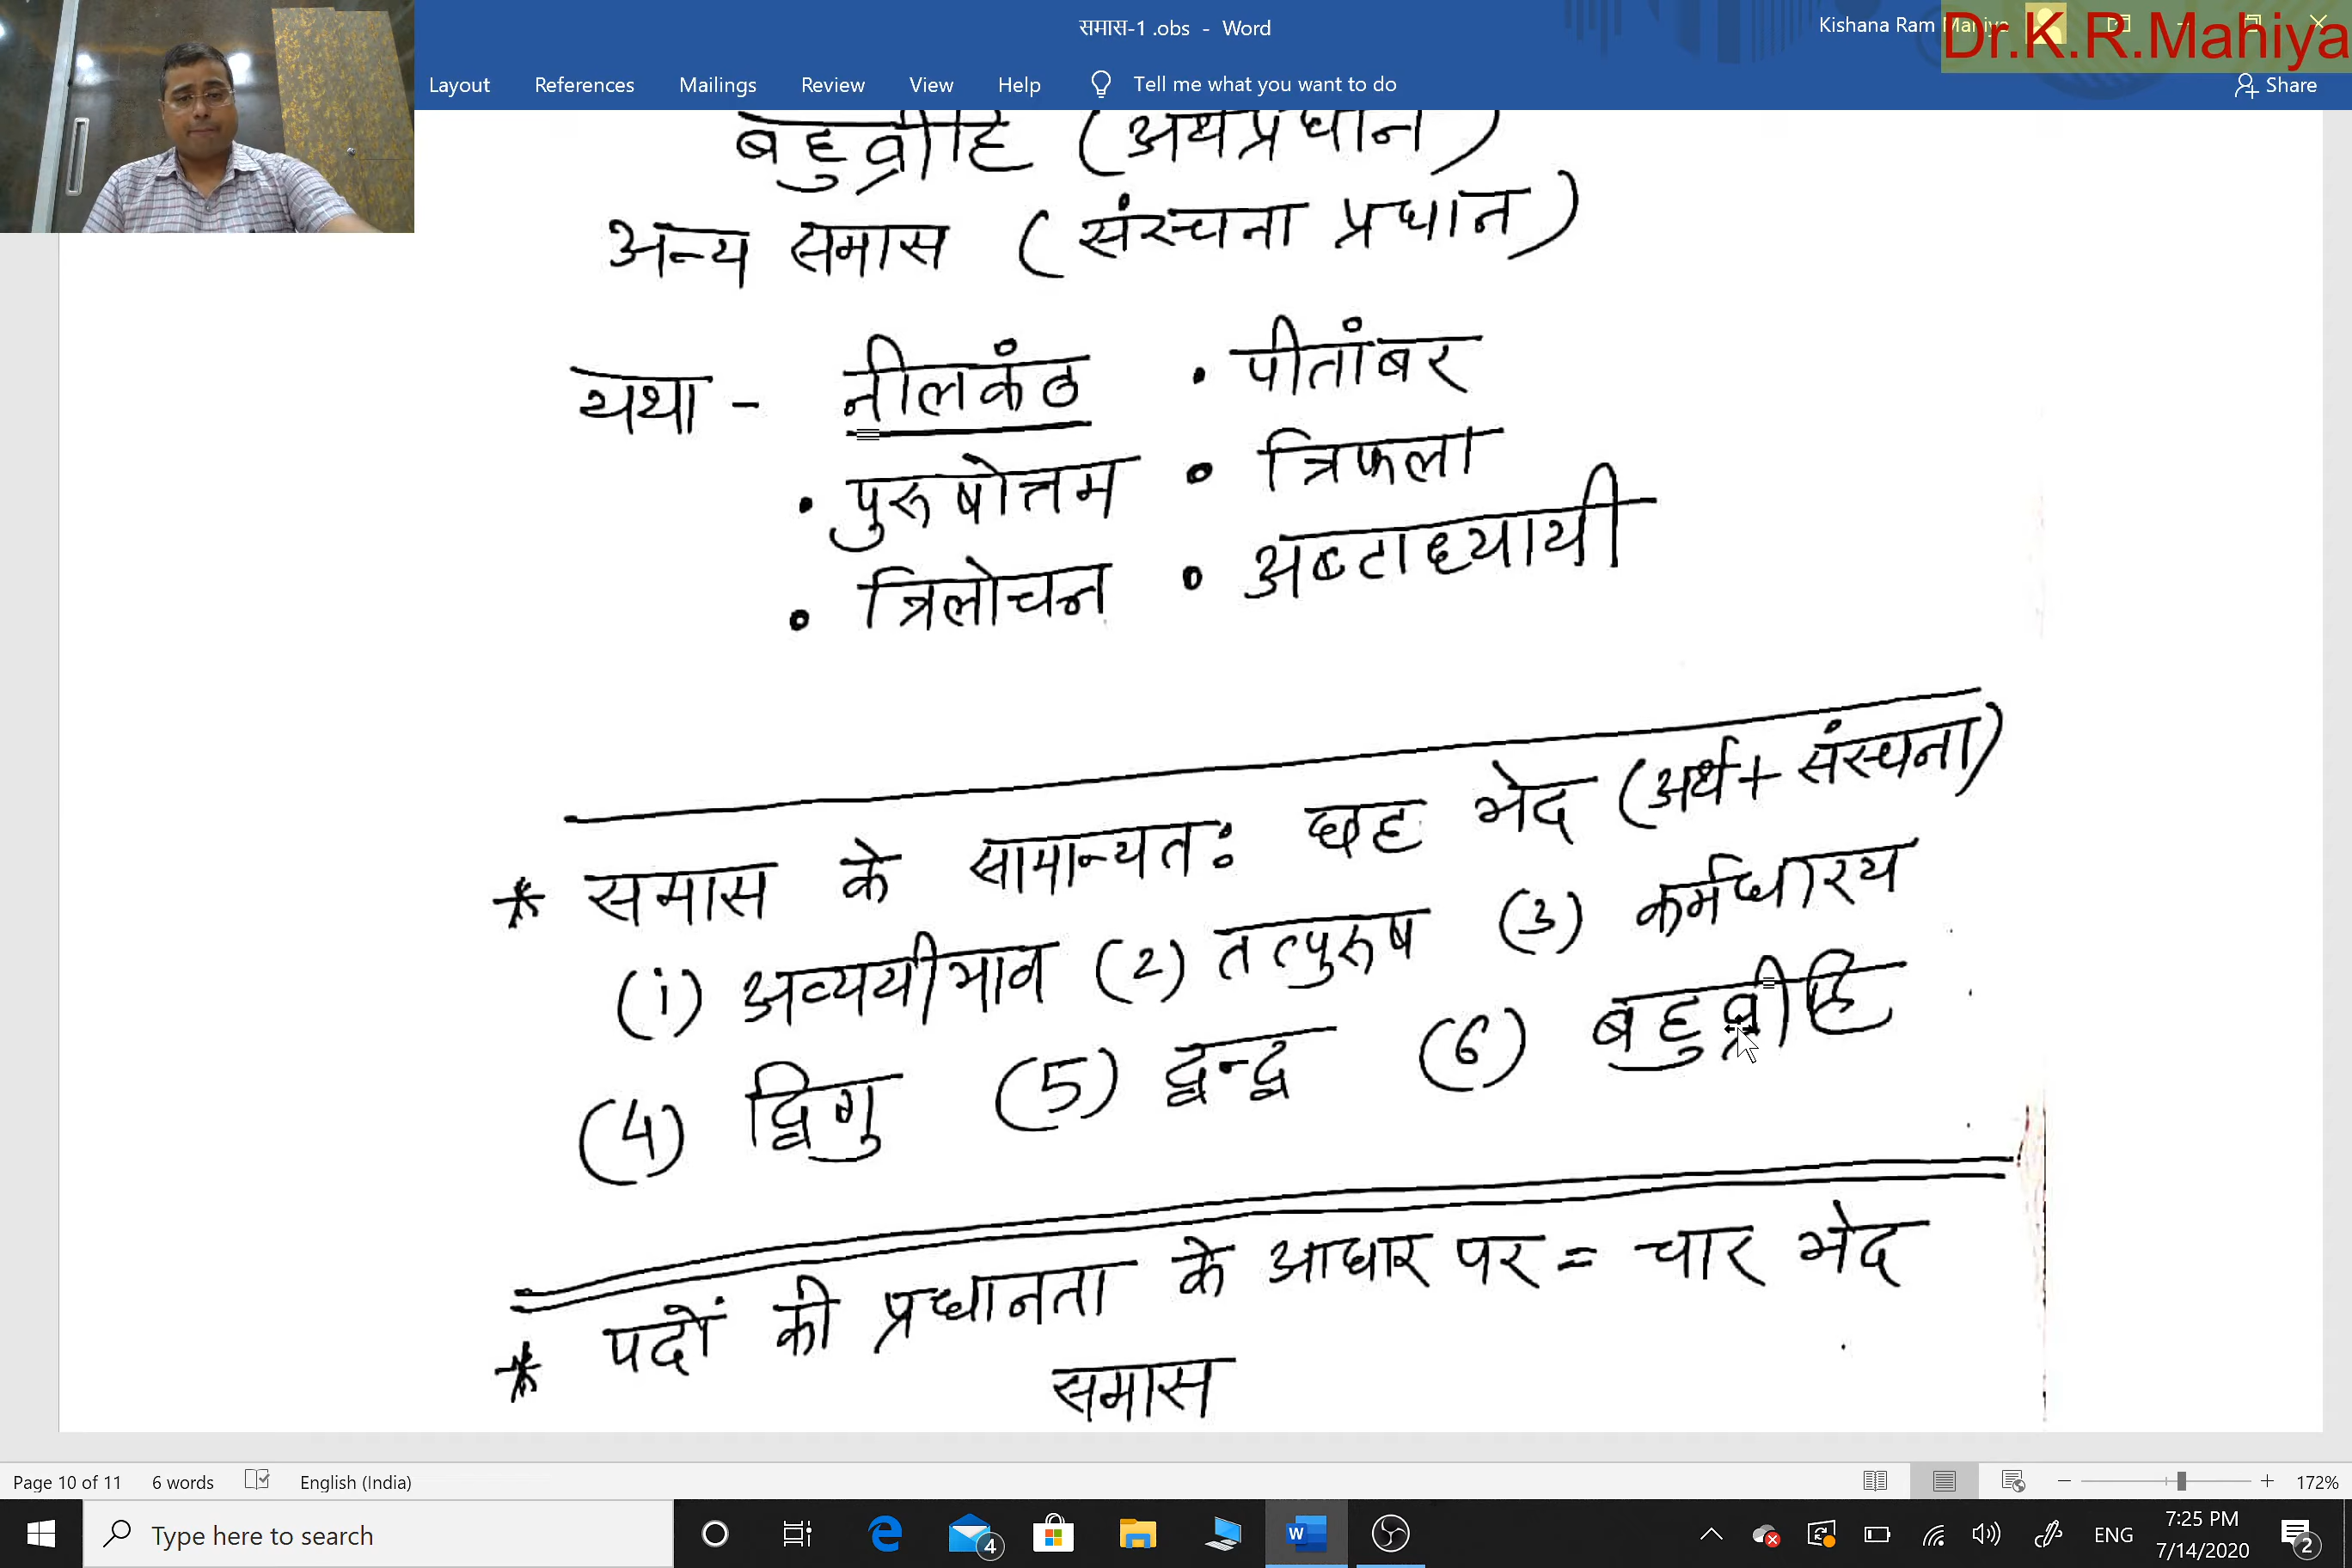 समास-1 .obs - Word
Kishana Ram Mahiya
Dr.K.R.Mahiya
Layout References Mailings Review View Help Tell me what you want to do Share
बहुव्रीहि (अर्थप्रधान)
अन्य समास (संरचना प्रधान)
यथा - नीलकंठ • पीतांबर
• पुरूषोत्तम • त्रिफला
• त्रिलोचन • अष्टाध्यायी
* समास के सामान्यतः छह भेद (अर्थ + संरचना)
(i) अव्ययीभाव (2) तत्पुरूष (3) कर्मधारय
(4) द्विगु (5) द्वन्द्व (6) बहुव्रीहि
* पदों की प्रधानता के आधार पर = चार भेद
समास
Page 10 of 11 6 words English (India) 172%
Type here to search
4
ENG
7:25 PM
7/14/2020
2